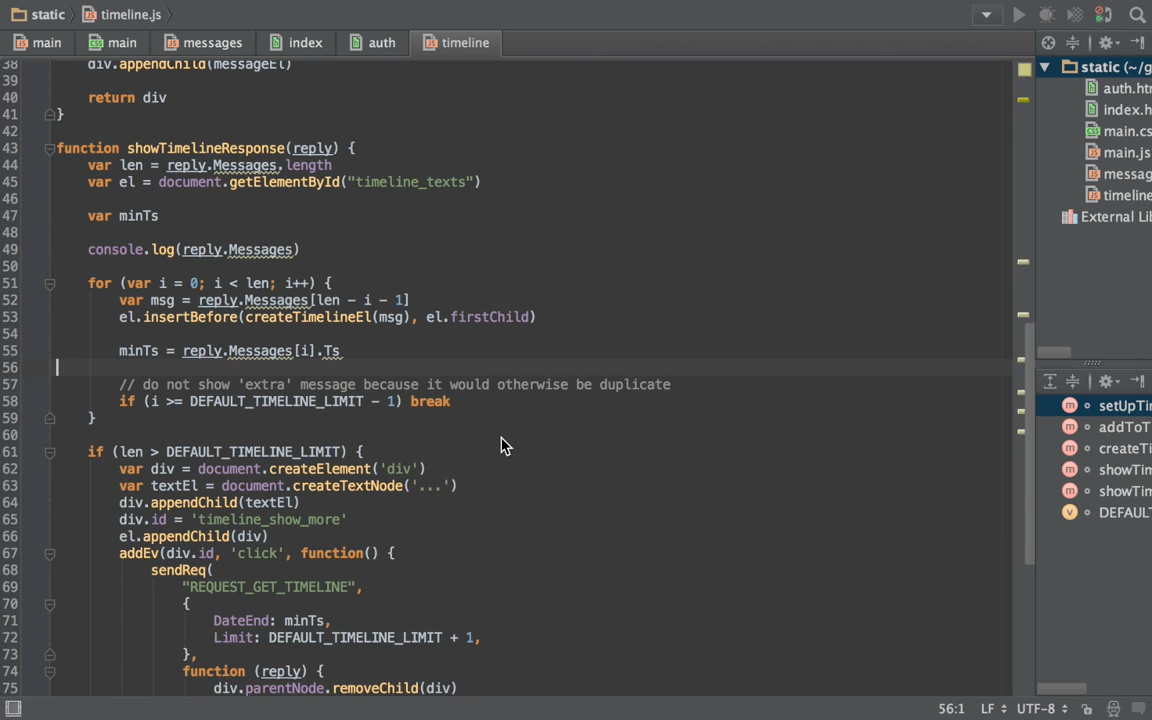 static timeline.js
main main messages index auth timeline
38 div.appendChild(messageEl)
39
40 return div
41 }
42
43 function showTimelineResponse(reply) {
44 var len = reply.Messages.length
45 var el = document.getElementById("timeline_texts")
46
47 var minTs
48
49 console.log(reply.Messages)
50
51 for (var i = 0; i < len; i++) {
52 var msg = reply.Messages[len - i - 1]
53 el.insertBefore(createTimelineEl(msg), el.firstChild)
54
55 minTs = reply.Messages[i].Ts
56
57 // do not show 'extra' message because it would otherwise be duplicate
58 if (i >= DEFAULT_TIMELINE_LIMIT - 1) break
59 }
60
61 if (len > DEFAULT_TIMELINE_LIMIT) {
62 var div = document.createElement('div')
63 var textEl = document.createTextNode('...')
64 div.appendChild(textEl)
65 div.id = 'timeline_show_more'
66 el.appendChild(div)
67 addEv(div.id, 'click', function() {
68 sendReq(
69 "REQUEST_GET_TIMELINE",
70 {
71 DateEnd: minTs,
72 Limit: DEFAULT_TIMELINE_LIMIT + 1,
73 },
74 function (reply) {
75 div.parentNode.removeChild(div)
static (~/g
auth.htm
index.h
main.cs
main.js
messag
timeline
External Lib
m setUpTir
m addToT
m createTi
m showTim
m showTim
v DEFAULT
56:1 LF UTF-8